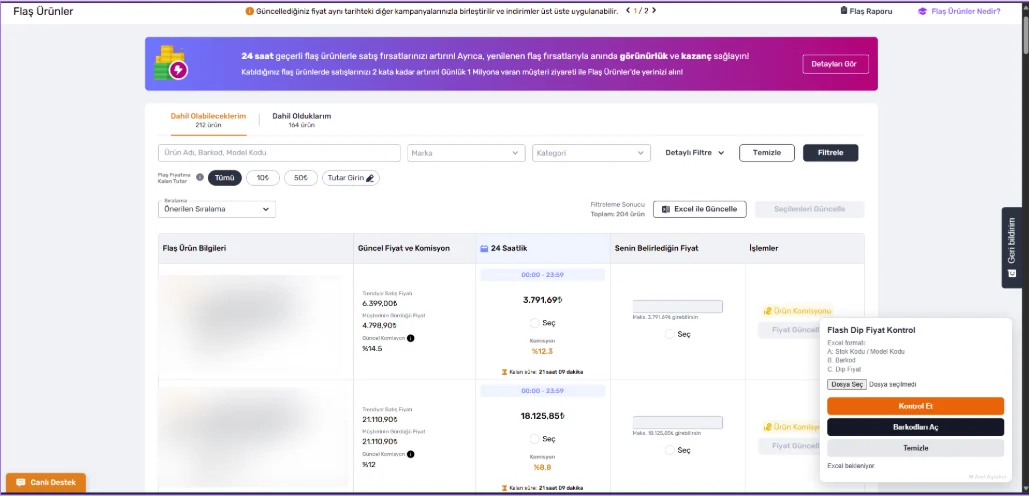 Flaş Ürünler
Güncellediğiniz fiyat aynı tarihteki diğer kampanyalarınızla birleştirilir ve indirimler üst üste uygulanabilir.
1 / 2
Flaş Raporu
Flaş Ürünler Nedir?
24 saat geçerli flaş ürünlerle satış fırsatlarınızı artırın! Ayrıca, yenilenen flaş fırsatlarıyla anında görünürlük ve kazanç sağlayın!
Katıldığınız flaş ürünlerde satışlarınızı 2 kata kadar artırın! Günlük 1 Milyona varan müşteri ziyareti ile Flaş Ürünler'de yerinizi alın!
Detayları Gör
Dahil Olabileceklerim
212 ürün
Dahil Olduklarım
164 ürün
Ürün Adı, Barkod, Model Kodu
Marka
Kategori
Detaylı Filtre
Temizle
Filtrele
Flaş Fiyatına
Kalan Tutar
Tümü
10₺
50₺
Tutar Girin
Sıralama
Önerilen Sıralama
Filtreleme Sonucu
Toplam: 204 ürün
Excel ile Güncelle
Seçilenleri Güncelle
Flaş Ürün Bilgileri
Güncel Fiyat ve Komisyon
24 Saatlik
Senin Belirlediğin Fiyat
İşlemler
00:00 - 23:59
Trendyol Satış Fiyatı
6.399,00₺
Müşterinin Gördüğü Fiyat
4.798,90₺
Güncel Komisyon
%14.5
3.791,69₺
Seç
Komisyon
%12.3
Kalan süre: 21 saat 09 dakika
Maks. 3.791,69₺ girebilirsin
Seç
Ürün Komisyonu
Fiyat Güncell
00:00 - 23:59
Trendyol Satış Fiyatı
21.110,90₺
Müşterinin Gördüğü Fiyat
21.110,90₺
Güncel Komisyon
%12
18.125,85₺
Seç
Komisyon
%8.8
Kalan süre: 21 saat 09 dakika
Maks. 18.125,85₺ girebilirsin
Seç
Ürün Komisyo
Fiyat Güncell
Geri bildirim
Flash Dip Fiyat Kontrol
Excel formatı:
A: Stok Kodu / Model Kodu
B: Barkod
C: Dip Fiyat
Dosya Seç Dosya seçilmedi
Kontrol Et
Barkodları Aç
Temizle
Excel bekleniyor
Canlı Destek